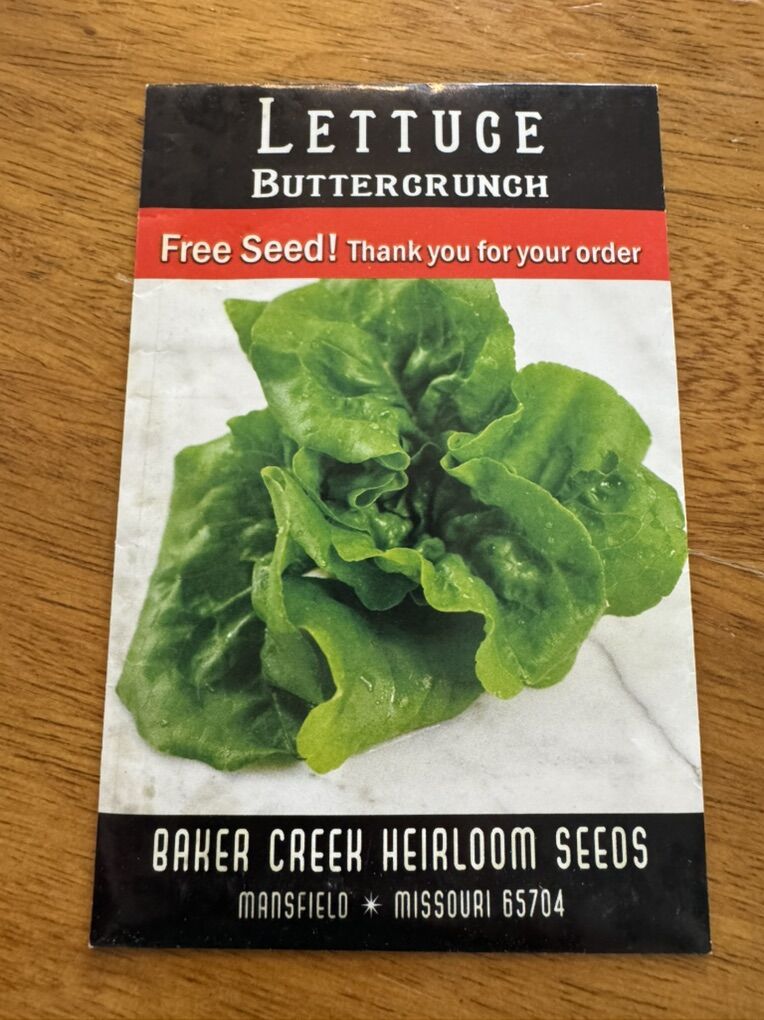 LETTUCE
BUTTERCRUNCH
Free Seed! Thank you for your order
BAKER CREEK HEIRLOOM SEEDS
MANSFIELD ✴ MISSOURI 65704